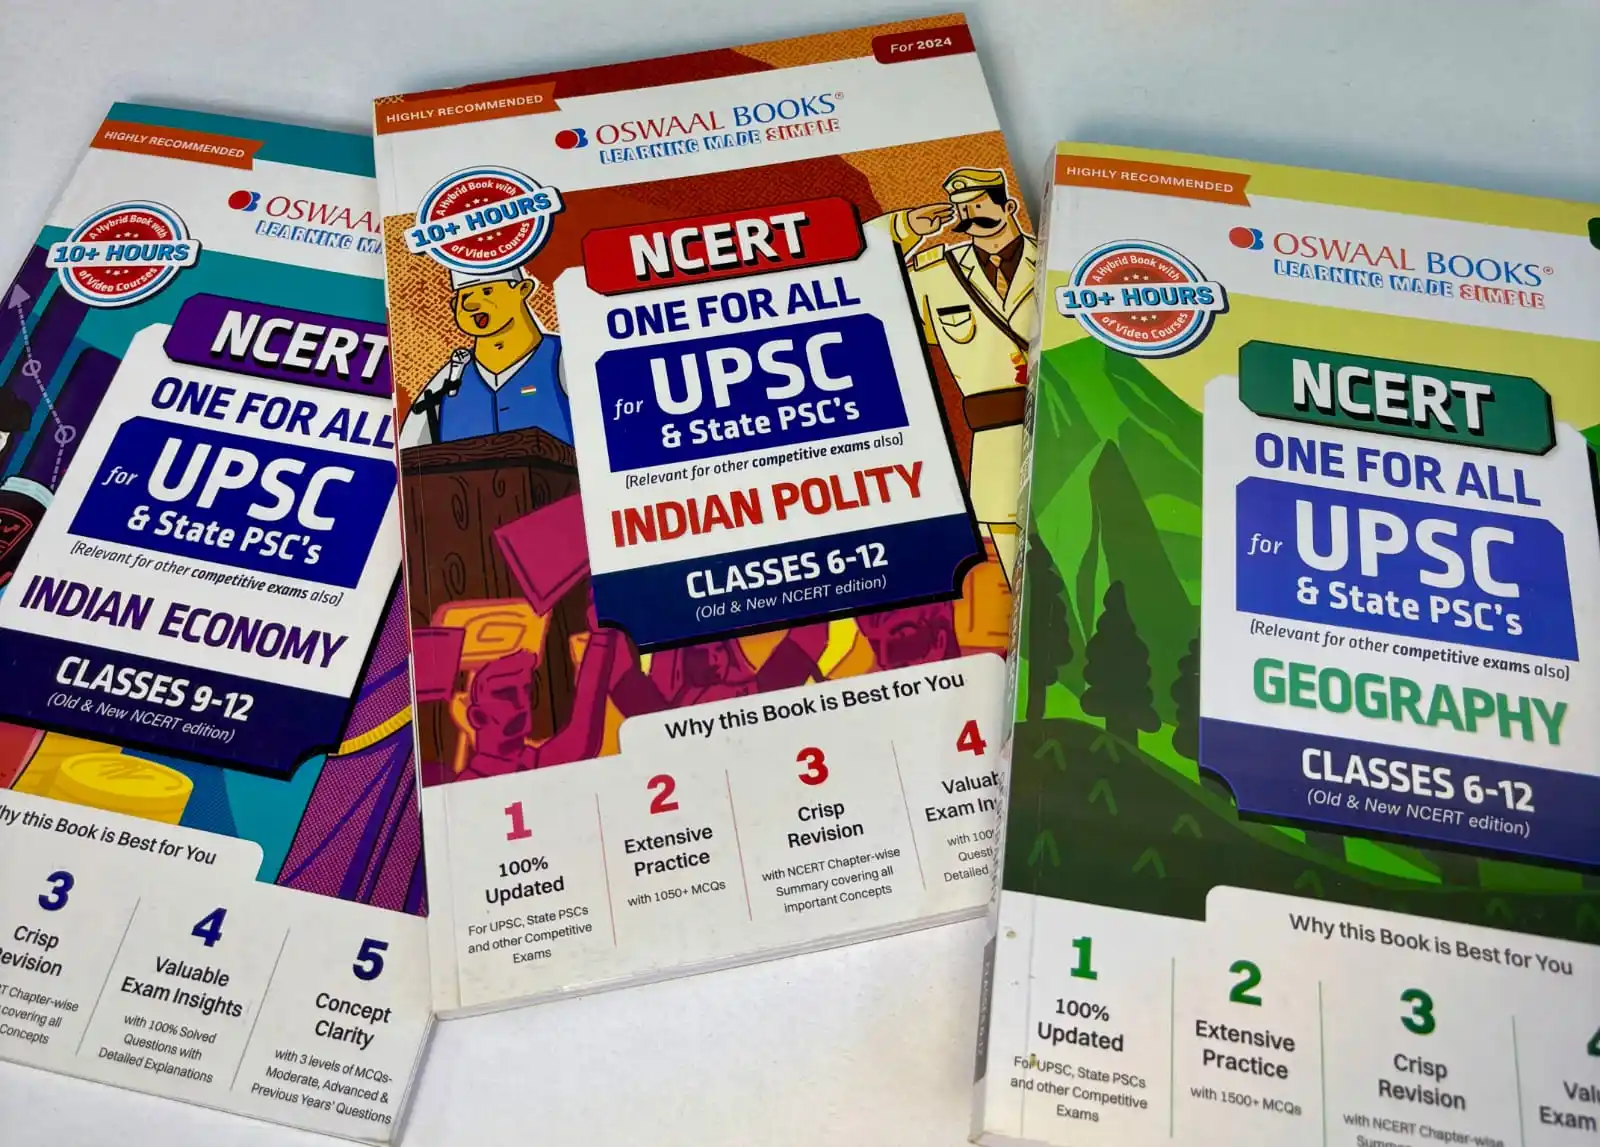 HIGHLY RECOMMENDED
OSWAAL
LEARNING
A Hybrid Book with
10+ HOURS
of Video Courses
NCERT
ONE FOR ALL
for UPSC
& State PSC's
[Relevant for other competitive exams also]
INDIAN ECONOMY
CLASSES 9-12
(Old & New NCERT edition)
this Book is Best for You
3
Crisp
4
Valuable
Exam Insights
with 100% Solved
Questions with
Detailed Explanations
5
Concept
Clarity
with 3 levels of MCQs-
Moderate, Advanced &
Previous Years' Questions
Chapter-wise
covering all
Concepts
For 2024
HIGHLY RECOMMENDED
OSWAAL BOOKS®
LEARNING MADE SIMPLE
A Hybrid Book with
10+ HOURS
of Video Courses
NCERT
ONE FOR ALL
for UPSC
& State PSC's
[Relevant for other competitive exams also]
INDIAN POLITY
CLASSES 6-12
(Old & New NCERT edition)
Why this Book is Best for You
1
100%
Updated
For UPSC, State PSCs
and other Competitive
Exams
2
Extensive
Practice
with 1050+ MCQs
3
Crisp
Revision
with NCERT Chapter-wise
Summary covering all
important Concepts
4
Exam
with
Detailed
HIGHLY RECOMMENDED
OSWAAL BOOKS®
LEARNING MADE SIMPLE
A Hybrid Book with
10+ HOURS
of Video Courses
NCERT
ONE FOR ALL
for UPSC
& State PSC's
[Relevant for other competitive exams also]
GEOGRAPHY
CLASSES 6-12
(Old & New NCERT edition)
Why this Book is Best for You
1
100%
Updated
For UPSC, State PSCs
and other Competitive
Exams
2
Extensive
Practice
with 1500+ MCQs
3
Crisp
Revision
with NCERT Chapter-wise
Exam